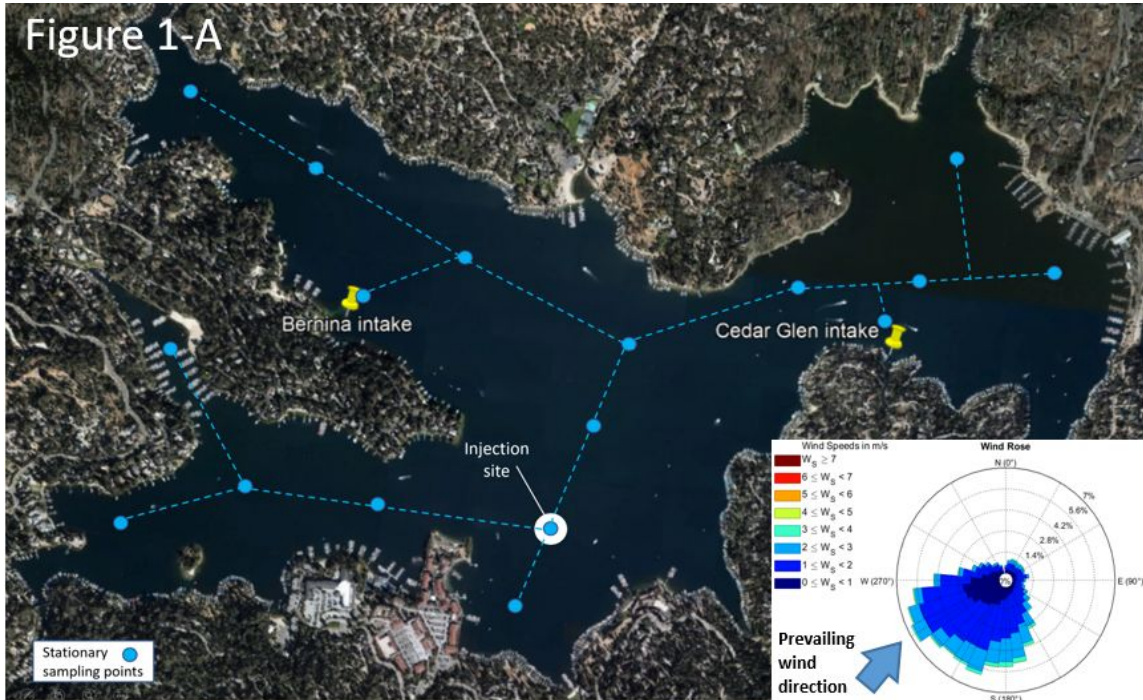 Figure 1-A
Bernina intake
Cedar Glen intake
Injection
site
Stationary
sampling points
Wind Speeds in m/s
W_S ≥ 7
6 ≤ W_S < 7
5 ≤ W_S < 6
4 ≤ W_S < 5
3 ≤ W_S < 4
2 ≤ W_S < 3
1 ≤ W_S < 2
0 ≤ W_S < 1
Wind Rose
N (0°)
7%
5.6%
4.2%
2.8%
1.4%
0%
W (270°)
E (90°)
S (180°)
Prevailing
wind
direction